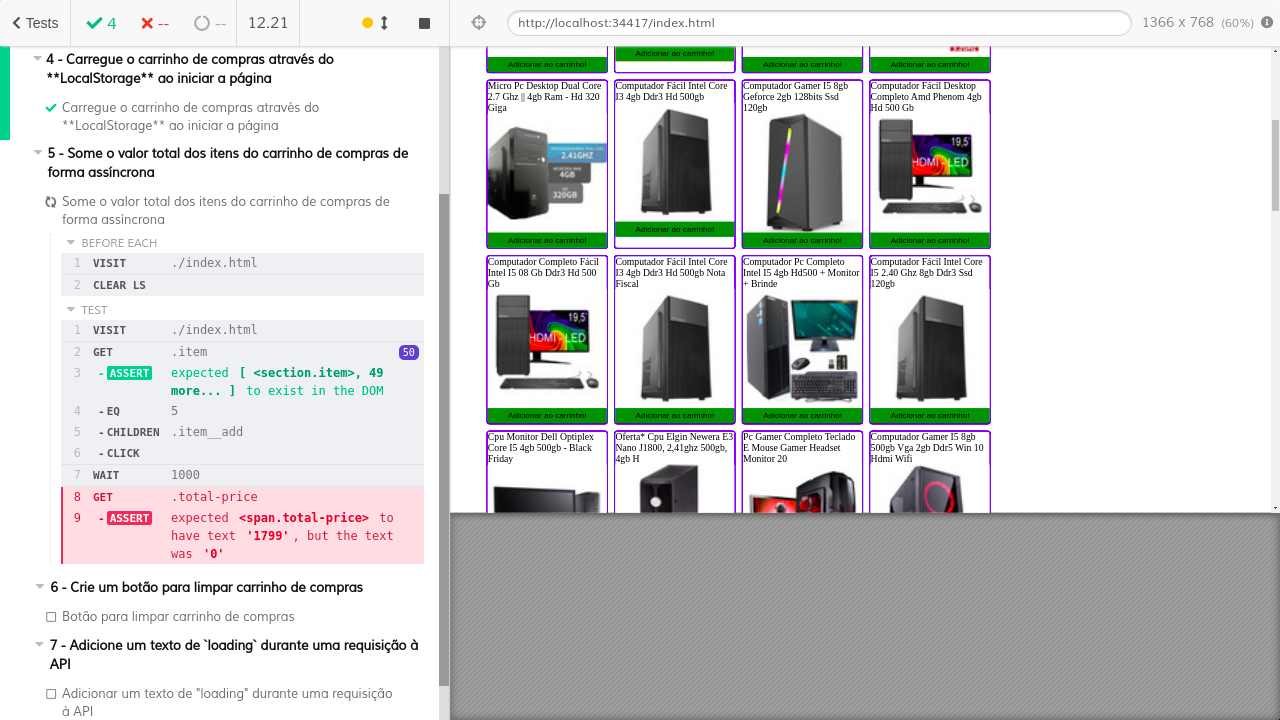 Tests
4
--
--
12.21
http://localhost:34417/index.html
1366 x 768 (60%)
4 - Carregue o carrinho de compras através do
**LocalStorage** ao iniciar a página
Carregue o carrinho de compras através do
**LocalStorage** ao iniciar a página
5 - Some o valor total dos itens do carrinho de compras de
forma assíncrona
Some o valor total dos itens do carrinho de compras de
forma assíncrona
BEFORE EACH
1 VISIT /index.html
2 CLEAR LS
TEST
1 VISIT ./index.html
2 GET .item 50
3 -ASSERT expected [ <section.item>, 49
more... ] to exist in the DOM
4 -EQ 5
5 -CHILDREN .item__add
6 -CLICK
7 WAIT 1000
8 GET .total-price
9 -ASSERT expected <span.total-price> to
have text '1799', but the text
was '0'
6 - Crie um botão para limpar carrinho de compras
Botão para limpar carrinho de compras
7 - Adicione um texto de `loading` durante uma requisição à
API
Adicionar um texto de "loading" durante uma requisição
à API
Adicionar ao carrinho!
Adicionar ao carrinho!
Adicionar ao carrinho!
Adicionar ao carrinho!
Micro Pc Desktop Dual Core
2.7 Ghz || 4gb Ram - Hd 320
Giga
2.41GHZ
4GB
320GB
Adicionar ao carrinho!
Computador Fácil Intel Core
I3 4gb Ddr3 Hd 500gb
Adicionar ao carrinho!
Computador Gamer I5 8gb
Geforce 2gb 128bits Ssd
120gb
Adicionar ao carrinho!
Computador Fácil Desktop
Completo Amd Phenom 4gb
Hd 500 Gb
19,5"
HDMI - LED
Adicionar ao carrinho!
Computador Completo Fácil
Intel I5 08 Gb Ddr3 Hd 500
Gb
19,5"
HDMI - LED
Adicionar ao carrinho!
Computador Fácil Intel Core
I3 4gb Ddr3 Hd 500gb Nota
Fiscal
Adicionar ao carrinho!
Computador Pc Completo
Intel I5 4gb Hd500 + Monitor
+ Brinde
Adicionar ao carrinho!
Computador Fácil Intel Core
I5 2.40 Ghz 8gb Ddr3 Ssd
120gb
Adicionar ao carrinho!
Cpu Monitor Dell Optiplex
Core I5 4gb 500gb - Black
Friday
Oferta* Cpu Elgin Newera E3
Nano J1800, 2,41ghz 500gb,
4gb H
Pc Gamer Completo Teclado
E Mouse Gamer Headset
Monitor 20
Computador Gamer I5 8gb
500gb Vga 2gb Ddr5 Win 10
Hdmi Wifi